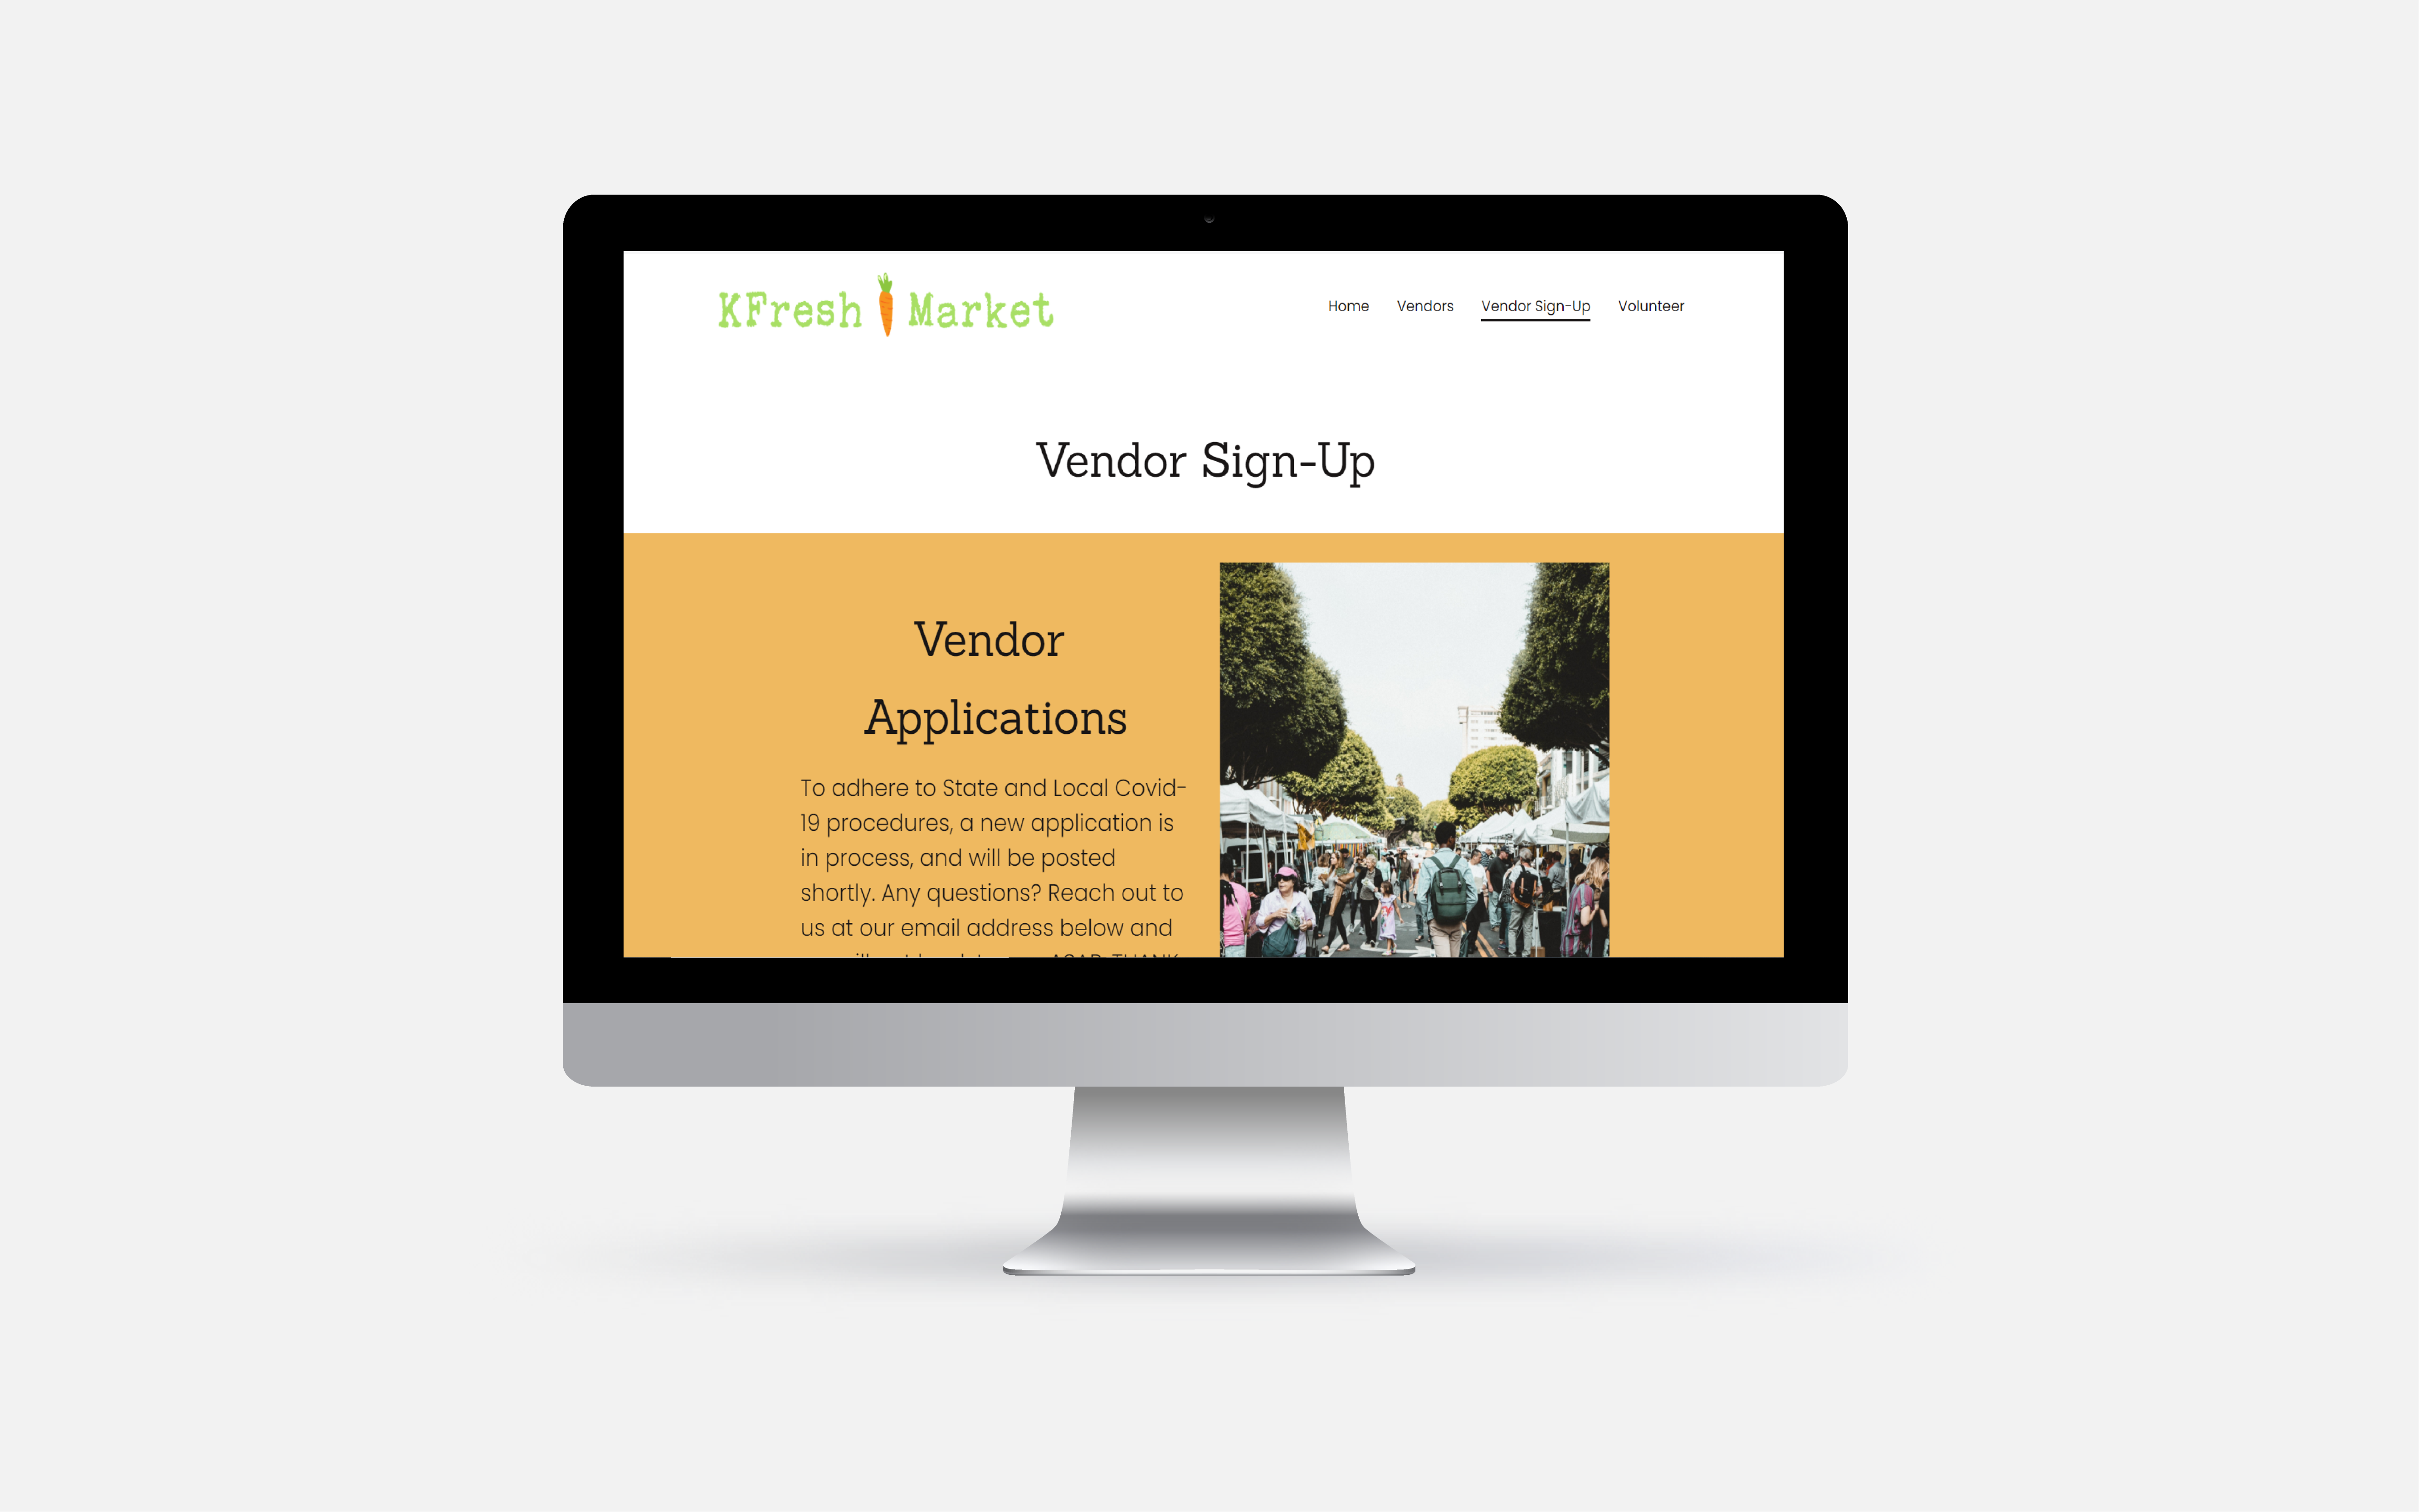 KFresh Market
Home Vendors Vendor Sign-Up Volunteer
Vendor Sign-Up
Vendor
Applications
To adhere to State and Local Covid-
19 procedures, a new application is
in process, and will be posted
shortly. Any questions? Reach out to
us at our email address below and